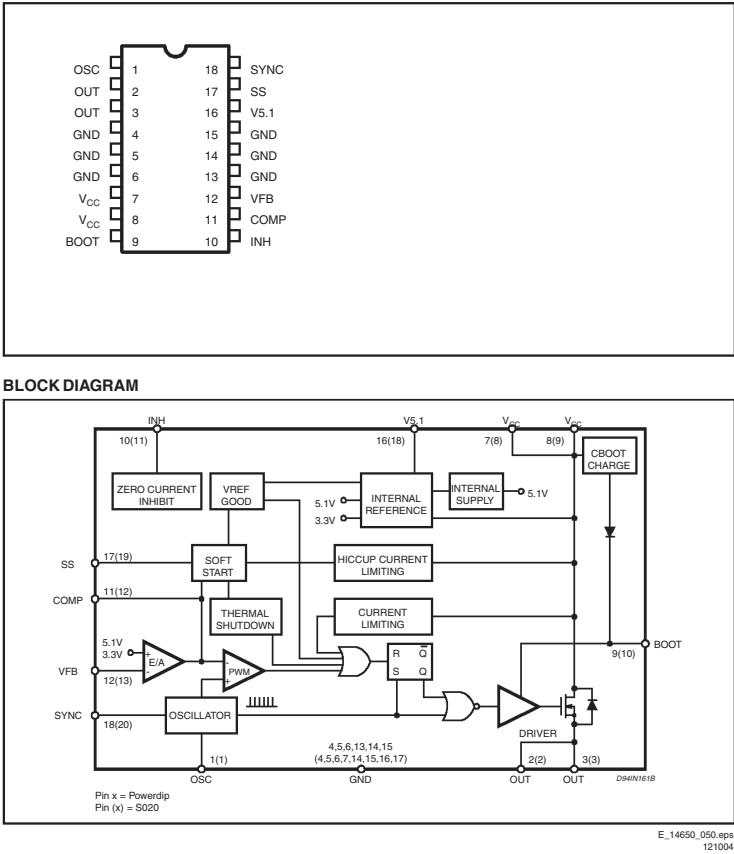 OSC 1 18 SYNC
OUT 2 17 SS
OUT 3 16 V5.1
GND 4 15 GND
GND 5 14 GND
GND 6 13 GND
VCC 7 12 VFB
VCC 8 11 COMP
BOOT 9 10 INH
BLOCK DIAGRAM
INH V5.1 VCC VCC
10(11) 16(18) 7(8) 8(9)
CBOOT
CHARGE
ZERO CURRENT
INHIBIT
VREF
GOOD
5.1V
3.3V
INTERNAL
REFERENCE
INTERNAL
SUPPLY
5.1V
SS 17(19)
SOFT
START
HICCUP CURRENT
LIMITING
COMP 11(12)
THERMAL
SHUTDOWN
CURRENT
LIMITING
5.1V
3.3V
+
-
E/A
VFB 12(13)
-
+
PWM
R Q
S Q
9(10) BOOT
SYNC 18(20)
OSCILLATOR
DRIVER
1(1)
OSC
4,5,6,13,14,15
(4,5,6,7,14,15,16,17)
GND
2(2) 3(3)
OUT OUT
D94IN161B
Pin x = Powerdip
Pin (x) = S020
E_14650_050.eps
121004